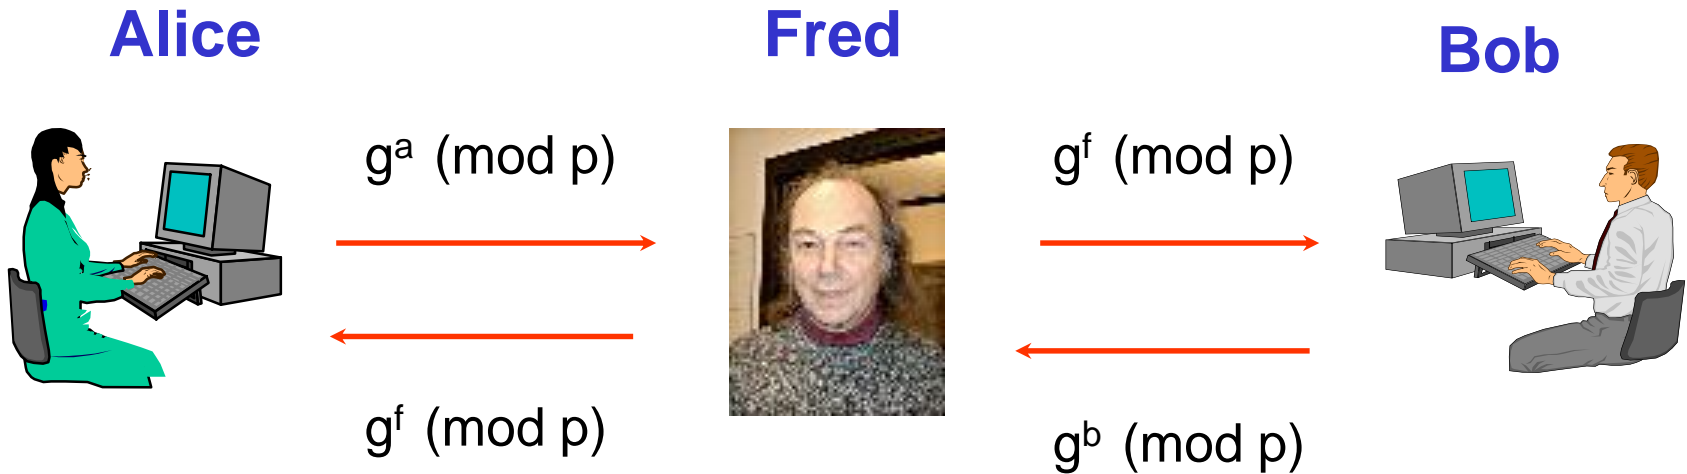 Alice
Fred
Bob
gᵃ (mod p)
gᶠ (mod p)
gᶠ (mod p)
gᵇ (mod p)